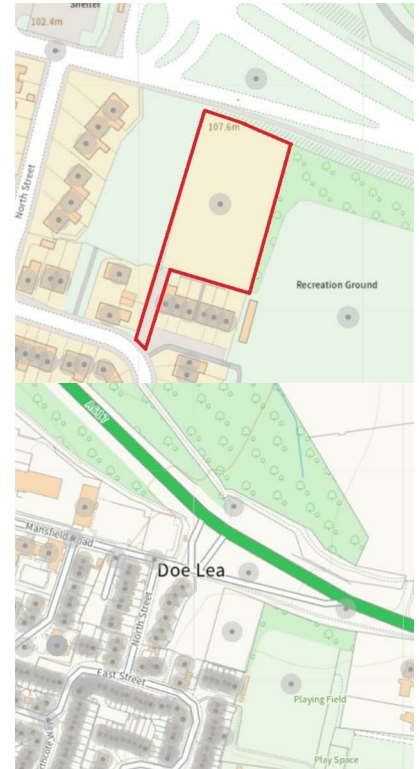 Shelter
102.4m
107.6m
North Street
Recreation Ground
A617
Mansfield Road
Doe Lea
North Street
East Street
Playing Field
Play Space